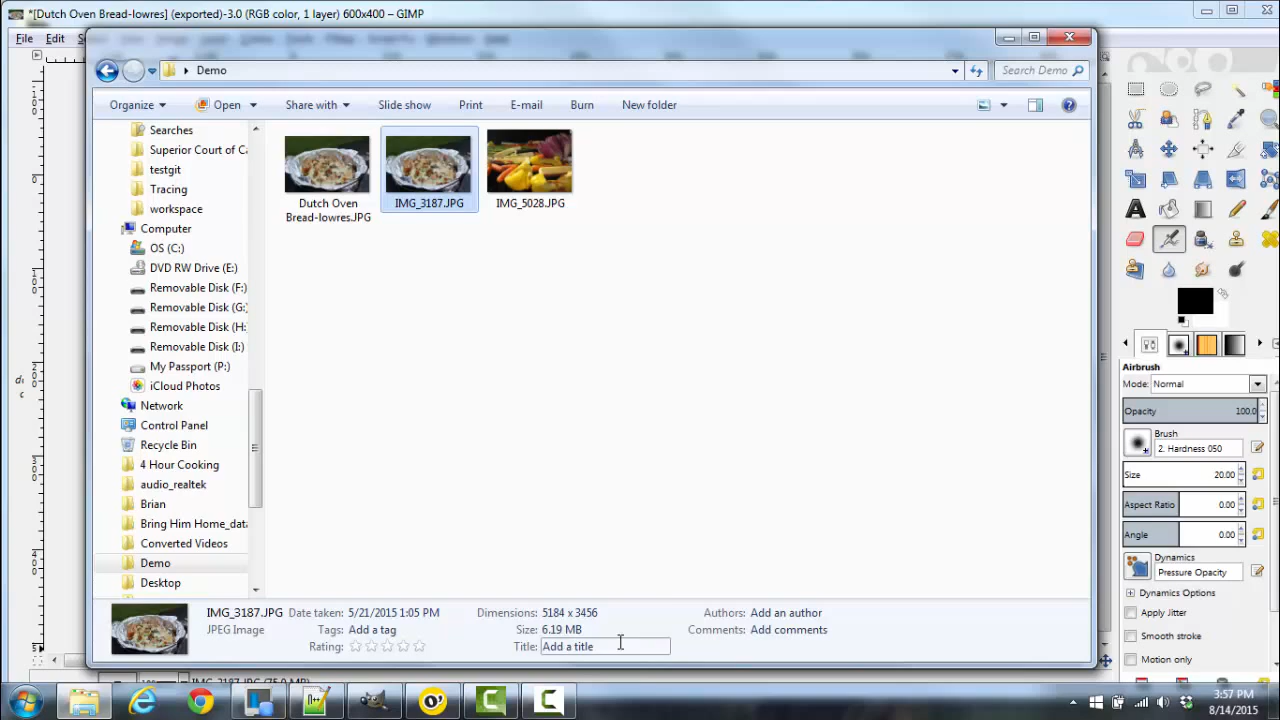 *[Dutch Oven Bread-lowres] (exported)-3.0 (RGB color, 1 layer) 600x400 – GIMP
File Edit
Demo Search Demo
Organize Open Share with Slide show Print E-mail Burn New folder
Searches
Superior Court of Ca
testgit
Tracing
workspace
Computer
OS (C:)
DVD RW Drive (E:)
Removable Disk (F:)
Removable Disk (G:
Removable Disk (H:
Removable Disk (I:)
My Passport (P:)
iCloud Photos
Network
Control Panel
Recycle Bin
4 Hour Cooking
audio_realtek
Brian
Bring Him Home_data
Converted Videos
Demo
Desktop
Dutch Oven
Bread-lowres.JPG
IMG_3187.JPG
IMG_5028.JPG
IMG_3187.JPG Date taken: 5/21/2015 1:05 PM Dimensions: 5184 x 3456 Authors: Add an author
JPEG Image Tags: Add a tag Size: 6.19 MB Comments: Add comments
Rating: Title: Add a title
Airbrush
Mode: Normal
Opacity 100.0
Brush
2. Hardness 050
Size 20.00
Aspect Ratio 0.00
Angle 0.00
Dynamics
Pressure Opacity
Dynamics Options
Apply Jitter
Smooth stroke
Motion only
3:57 PM
8/14/2015